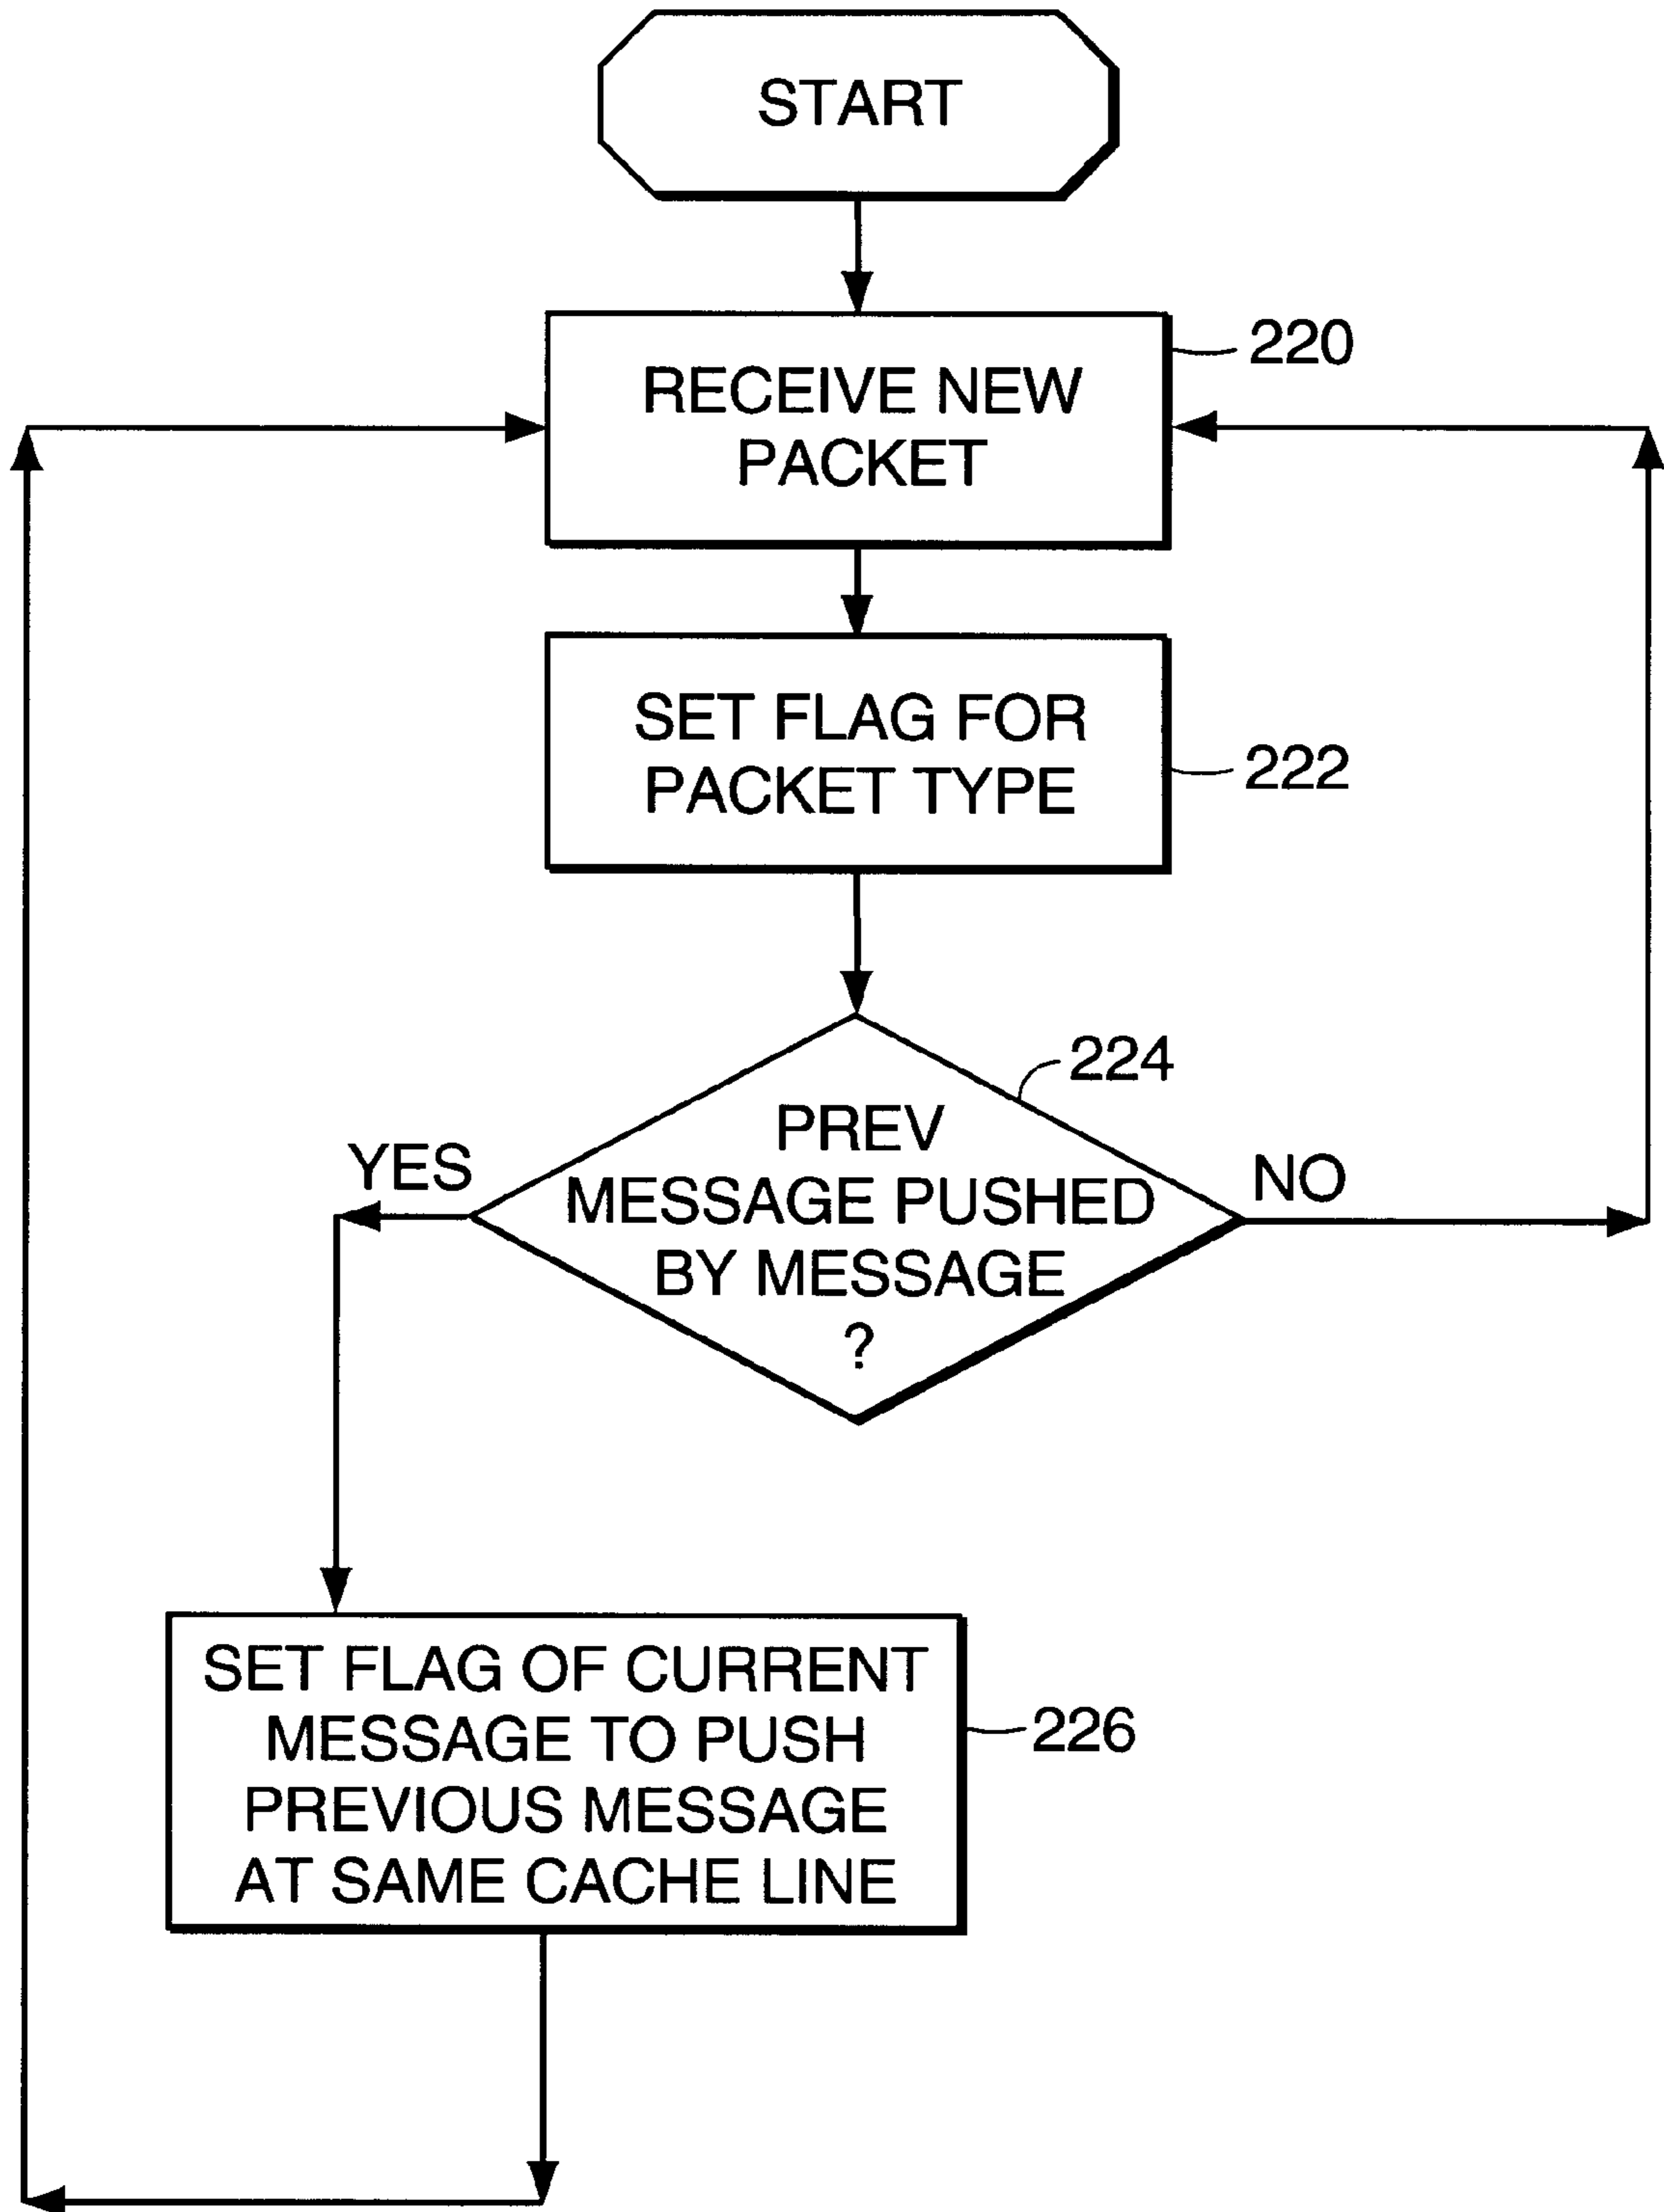 START
RECEIVE NEW
PACKET
220
SET FLAG FOR
PACKET TYPE
222
224
PREV
MESSAGE PUSHED
BY MESSAGE
?
YES
NO
SET FLAG OF CURRENT
MESSAGE TO PUSH
PREVIOUS MESSAGE
AT SAME CACHE LINE
226